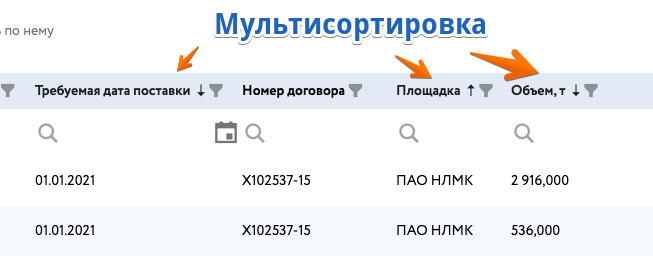 ь по нему
Мультисортировка
Требуемая дата поставки ↓ Номер договора Площадка ↑ Объем, т ↓
01.01.2021 X102537-15 ПАО НЛМК 2 916,000
01.01.2021 X102537-15 ПАО НЛМК 536,000